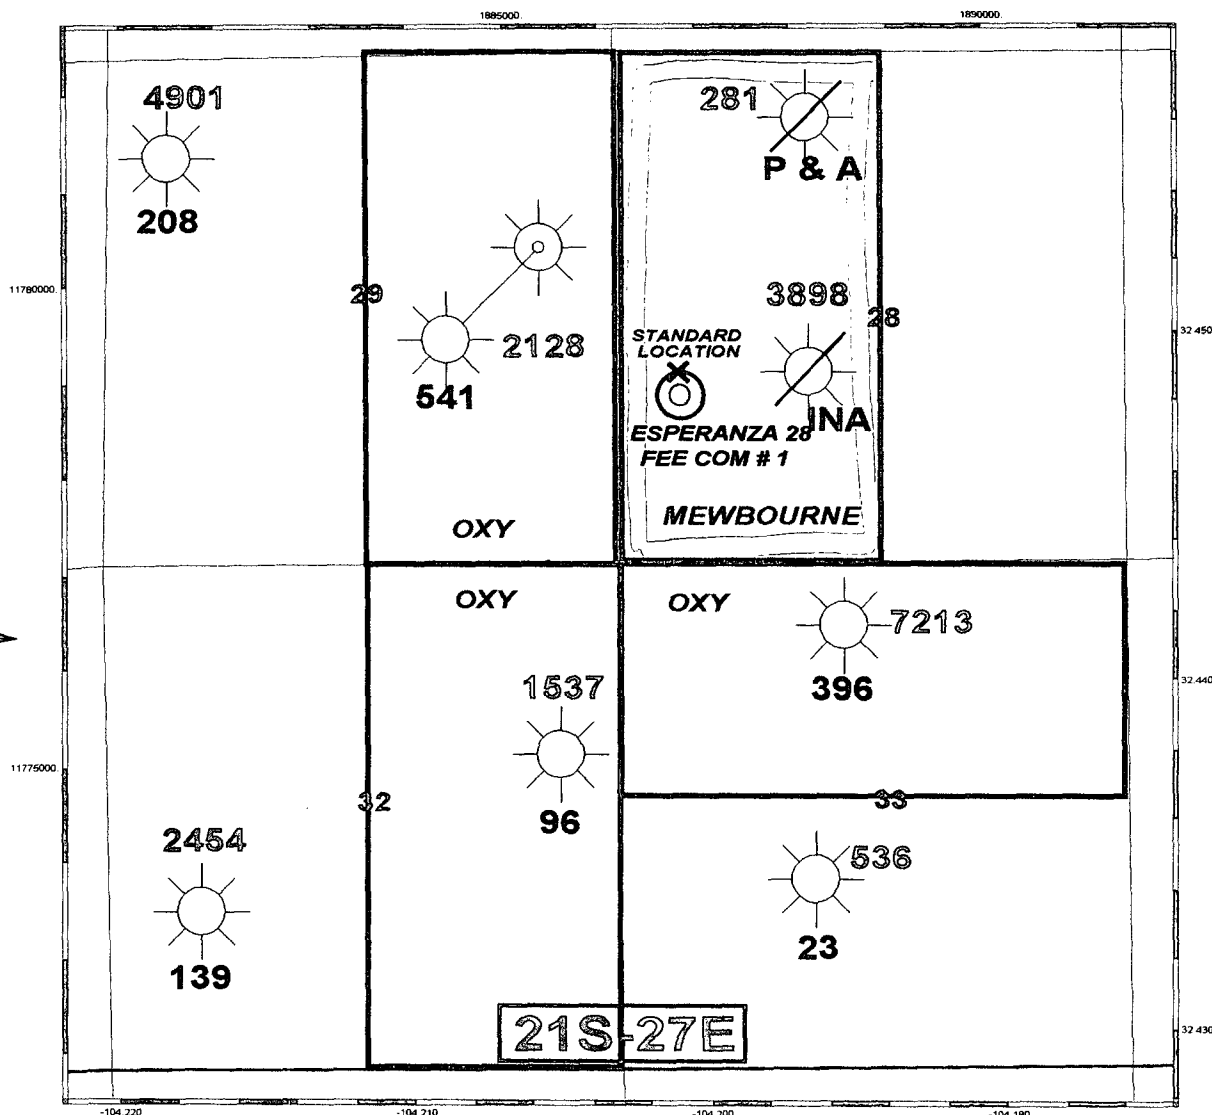 1885000.
1890000.
4901
208
281
P & A
29
11780000.
3898
28
STANDARD
LOCATION
32 450
2128
541
INA
ESPERANZA 28
FEE COM # 1
OXY
MEWBOURNE
OXY
OXY
7213
396
32.440
1537
11775000.
32
96
33
2454
139
536
23
21S-27E
32 430
-104.220
-104.210
-104.200
-104.190